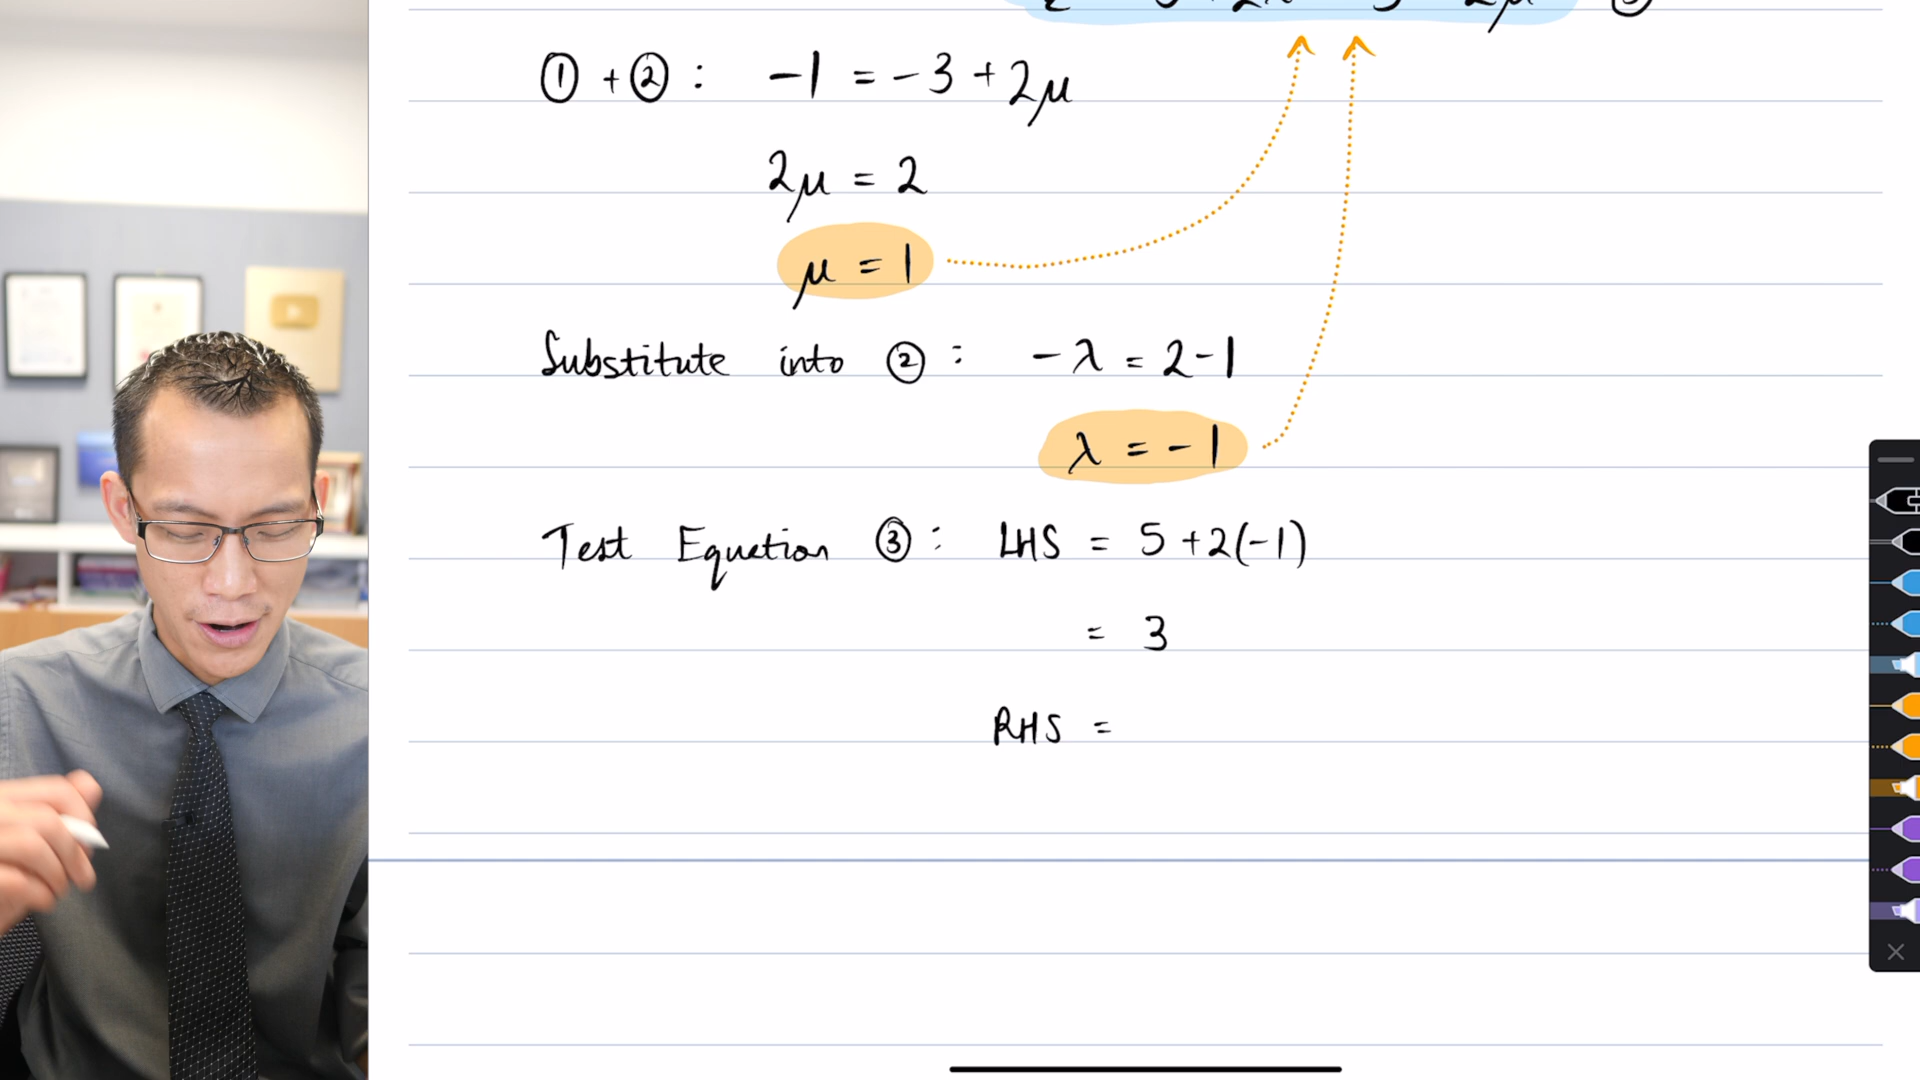 ① + ② : -1 = -3 + 2μ
2μ = 2
μ = 1
Substitute into ② : -λ = 2 - 1
λ = -1
Test Equation ③ : LHS = 5 + 2(-1)
= 3
RHS =